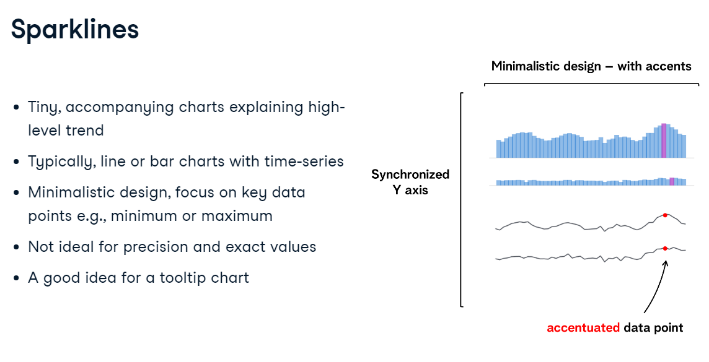 Sparklines
• Tiny, accompanying charts explaining high-
level trend
• Typically, line or bar charts with time-series
• Minimalistic design, focus on key data
points e.g., minimum or maximum
• Not ideal for precision and exact values
• A good idea for a tooltip chart
Minimalistic design – with accents
Synchronized
Y axis
accentuated data point